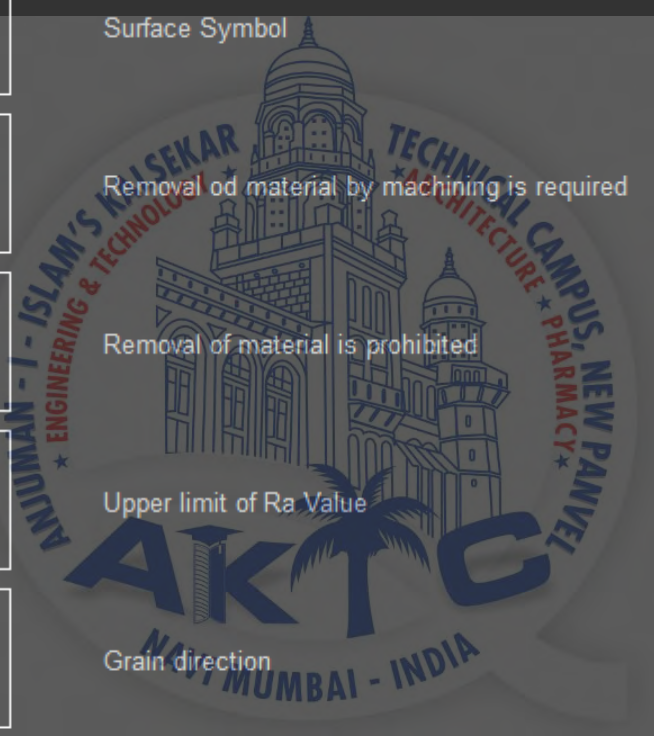 Surface Symbol
Removal od material by machining is required
Removal of material is prohibited
Upper limit of Ra Value
Grain direction
ANJUMAN - I - ISLAM'S KALSEKAR TECHNICAL CAMPUS, NEW PANVEL
★ ENGINEERING & TECHNOLOGY ★ ARCHITECTURE ★ PHARMACY ★
AKTC
NAVI MUMBAI - INDIA